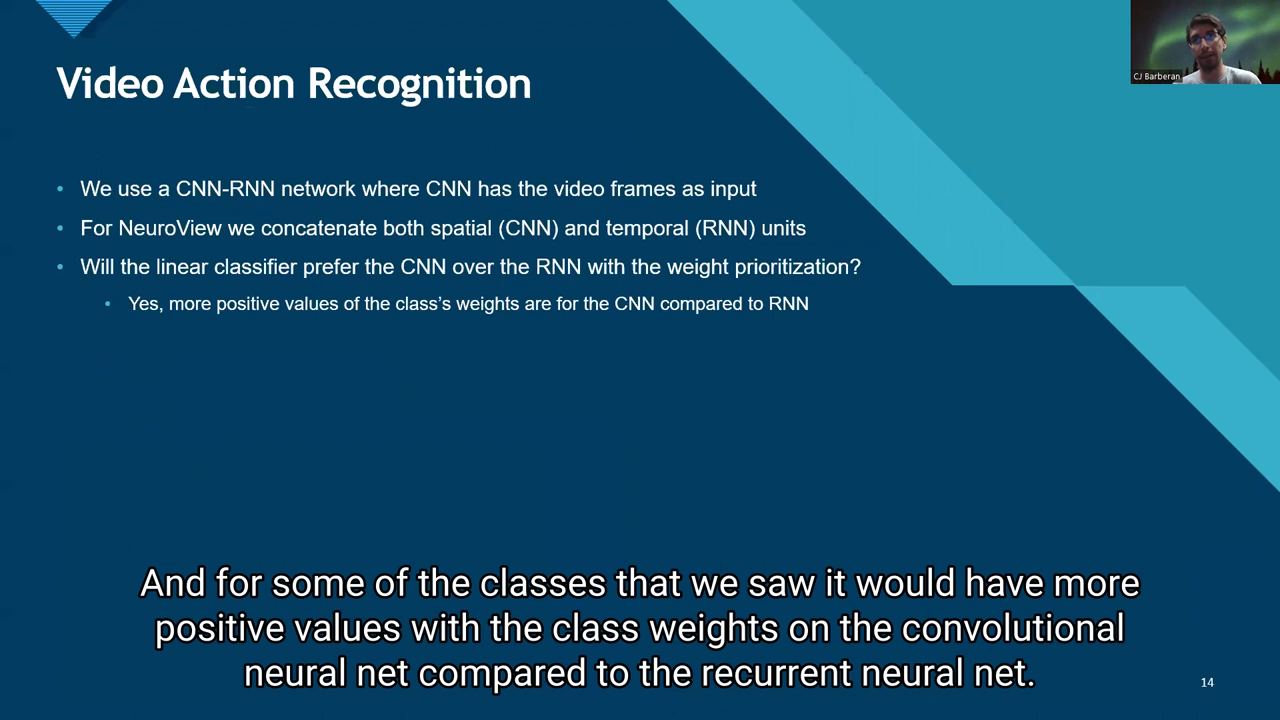 CJ Barberan
Video Action Recognition
• We use a CNN-RNN network where CNN has the video frames as input
• For NeuroView we concatenate both spatial (CNN) and temporal (RNN) units
• Will the linear classifier prefer the CNN over the RNN with the weight prioritization?
• Yes, more positive values of the class’s weights are for the CNN compared to RNN
And for some of the classes that we saw it would have more
positive values with the class weights on the convolutional
neural net compared to the recurrent neural net.
14